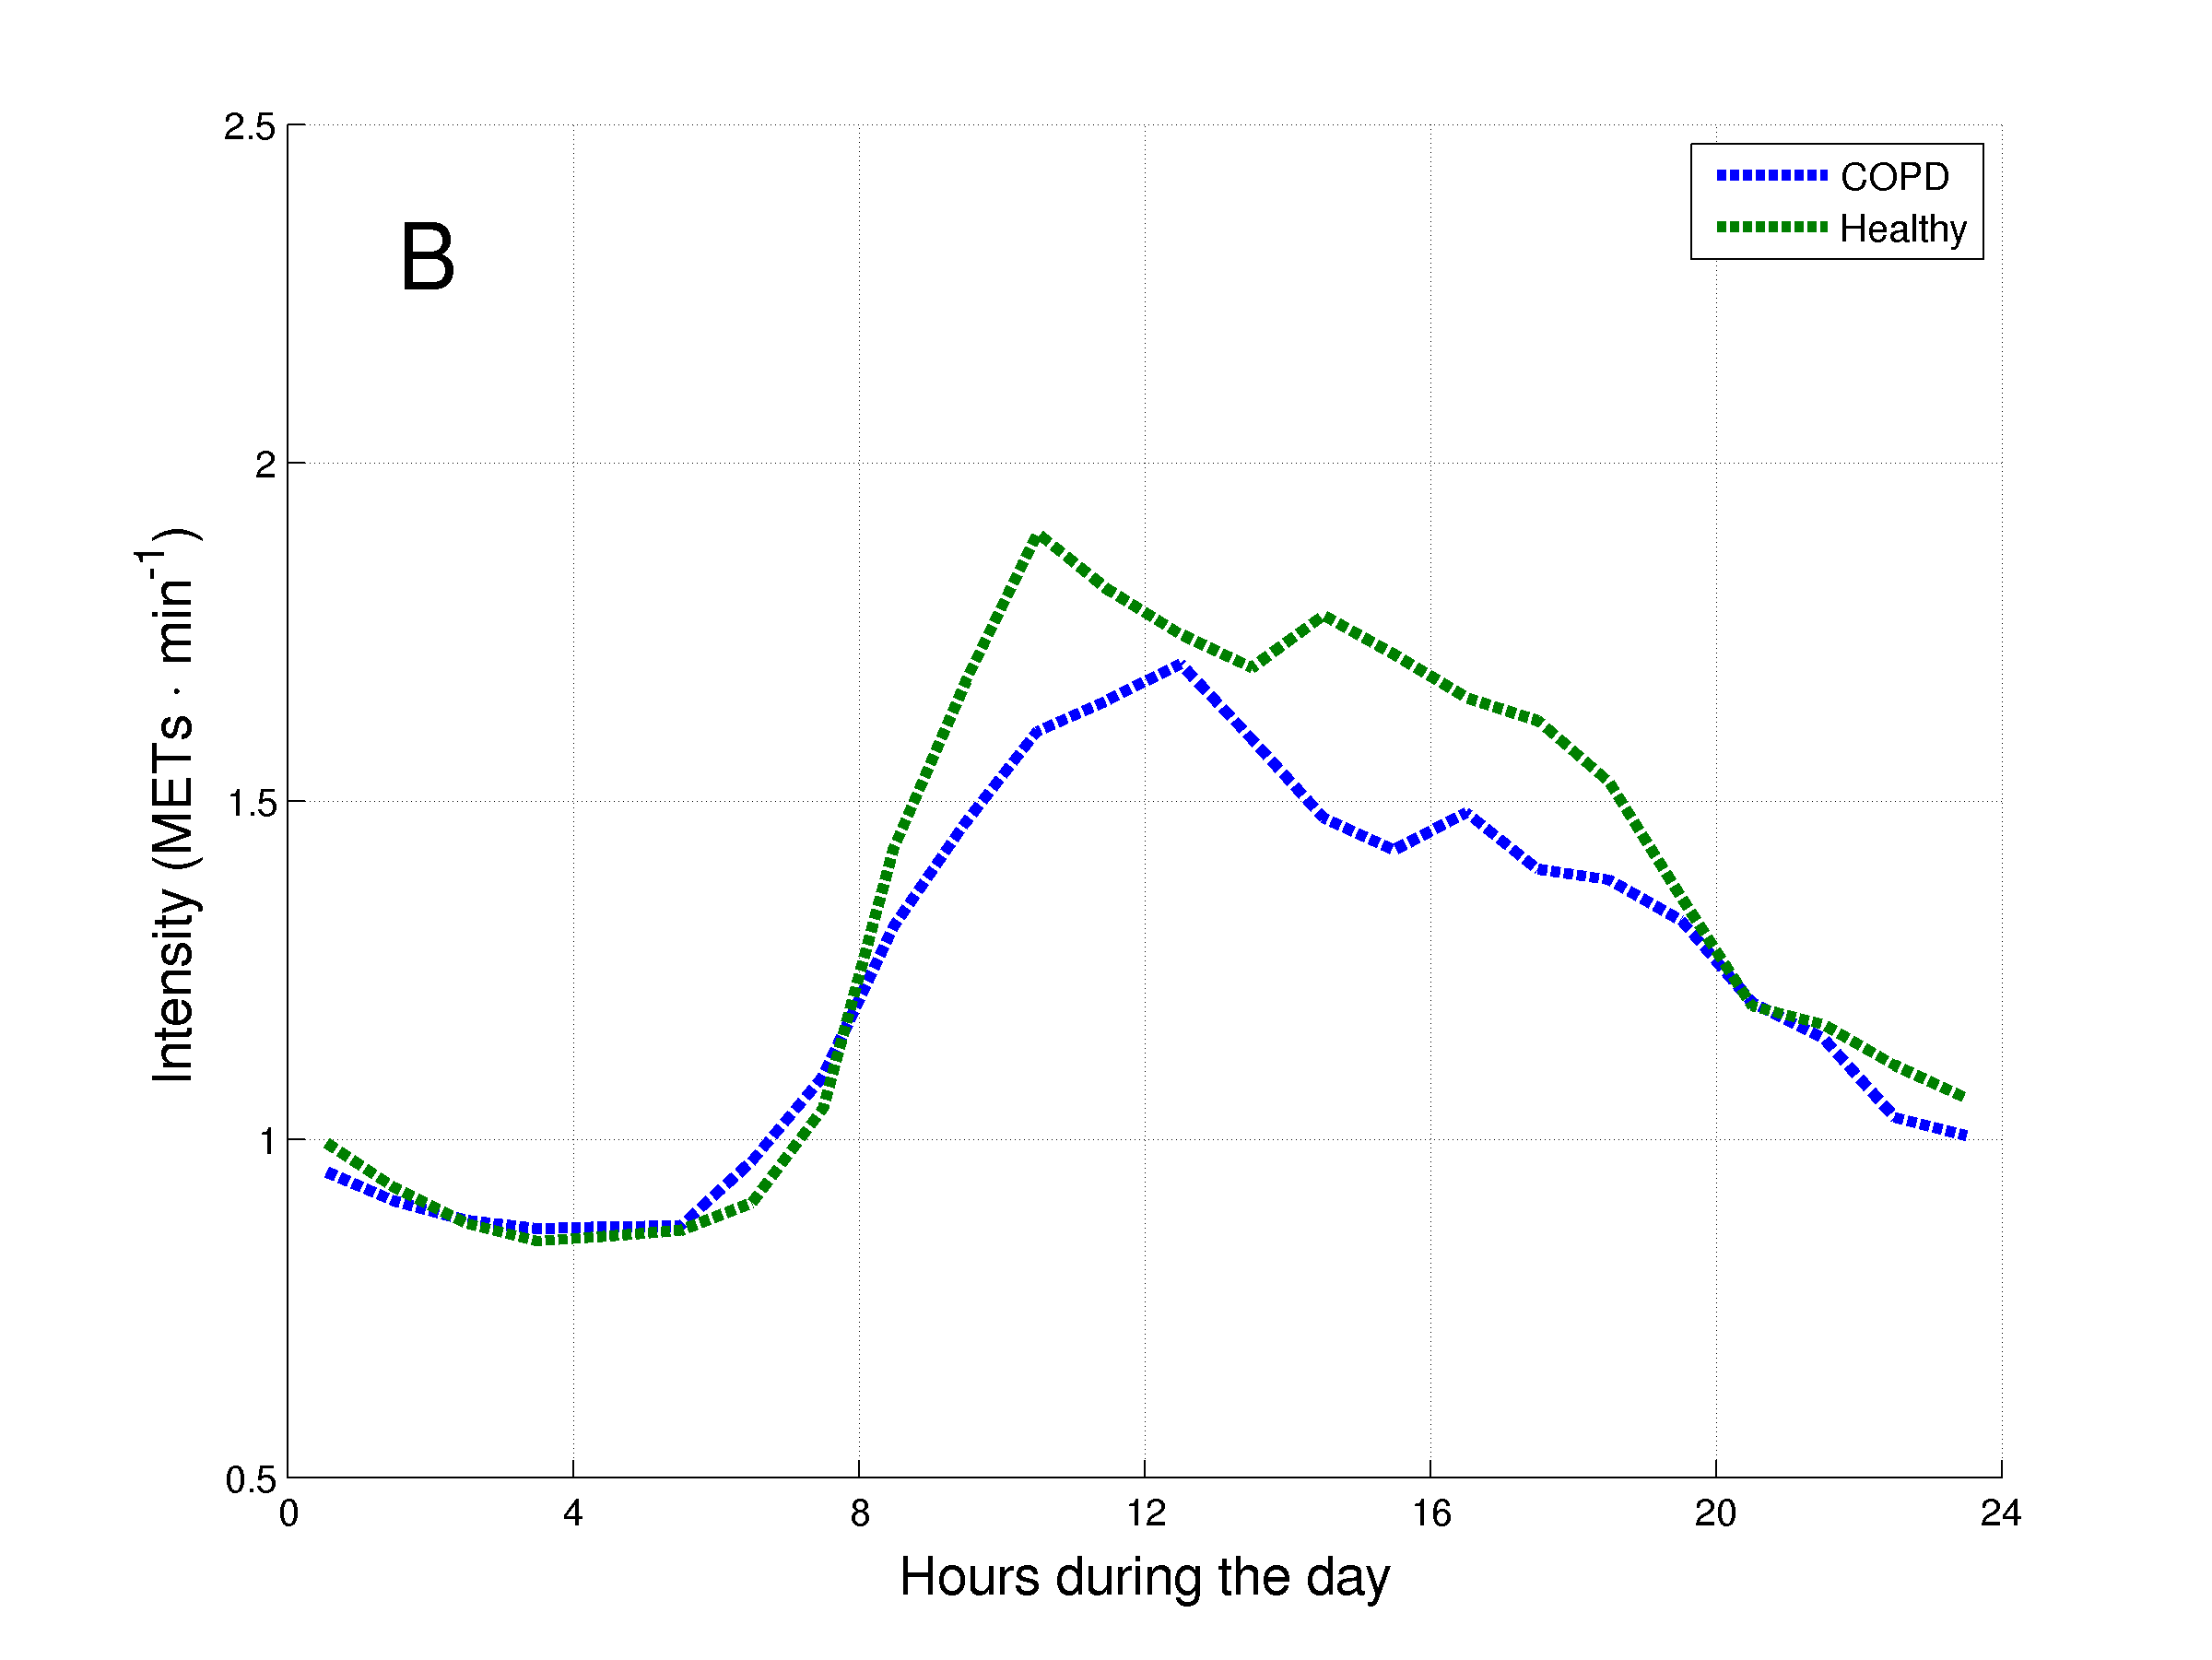 B
COPD
Healthy
2.5
2
1.5
1
0.5
Intensity (METs · min-1)
0 4 8 12 16 20 24
Hours during the day